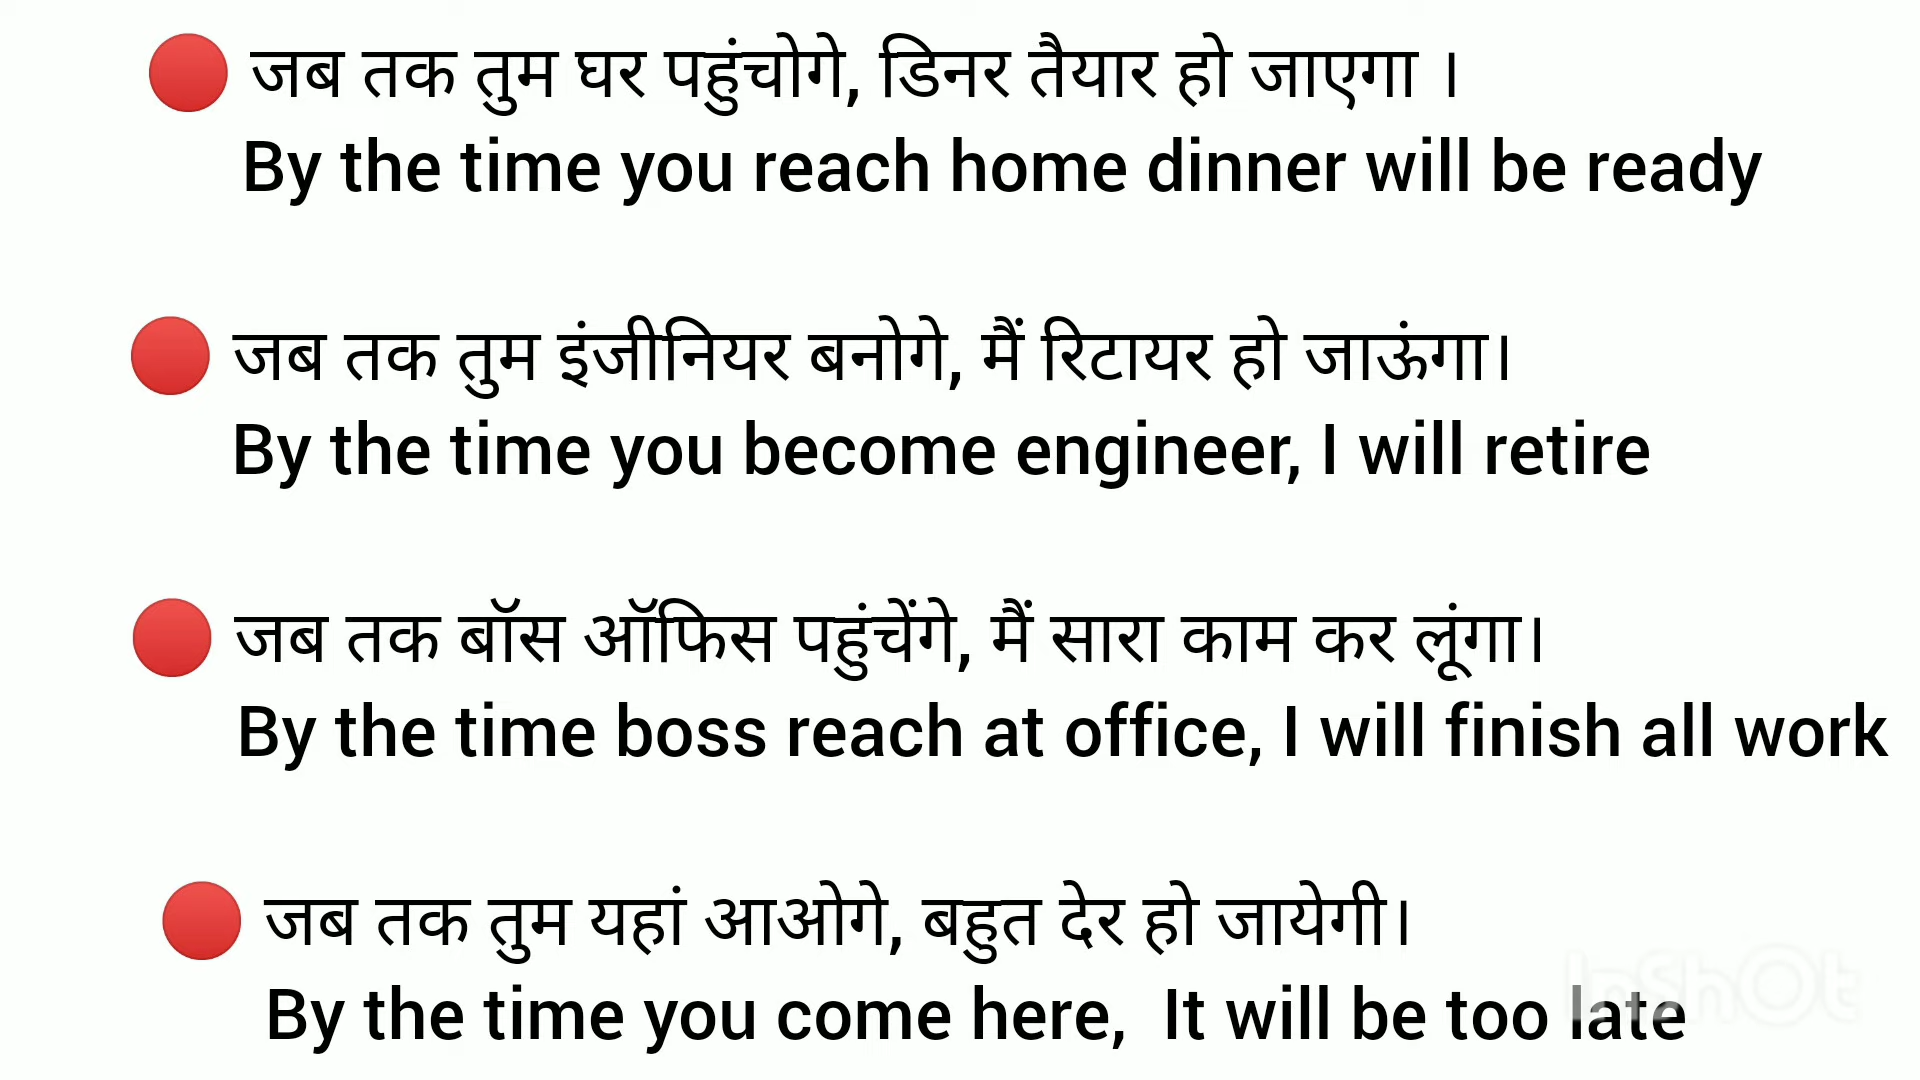 जब तक तुम घर पहुंचोगे, डिनर तैयार हो जाएगा ।
By the time you reach home dinner will be ready
जब तक तुम इंजीनियर बनोगे, मैं रिटायर हो जाऊंगा।
By the time you become engineer, I will retire
जब तक बॉस ऑफिस पहुंचेंगे, मैं सारा काम कर लूंगा।
By the time boss reach at office, I will finish all work
जब तक तुम यहां आओगे, बहुत देर हो जायेगी।
By the time you come here, It will be too late
InShOt